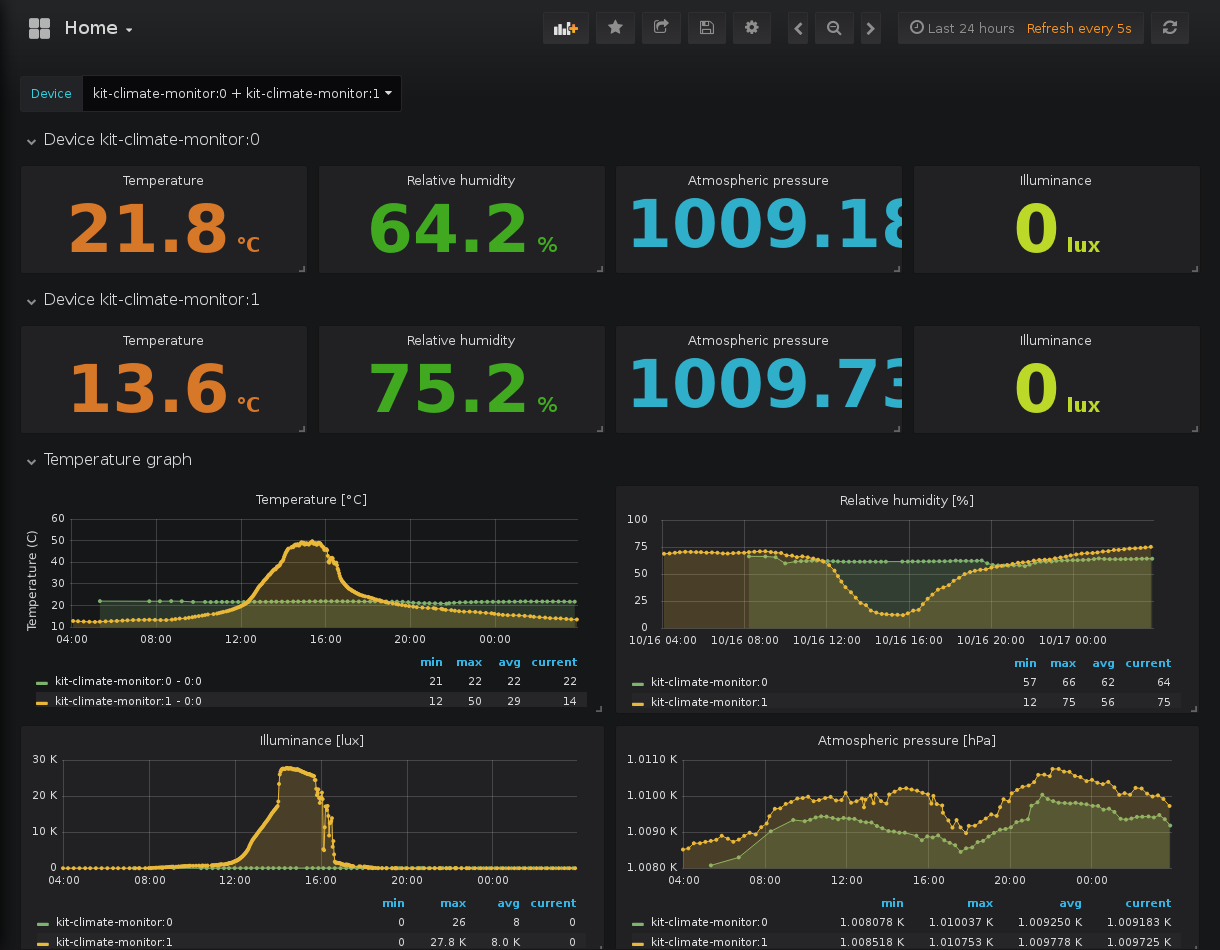 Home
Last 24 hours Refresh every 5s
Device kit-climate-monitor:0 + kit-climate-monitor:1
Device kit-climate-monitor:0
Temperature Relative humidity Atmospheric pressure Illuminance
21.8 °C 64.2 % 1009.18 0 lux
Device kit-climate-monitor:1
Temperature Relative humidity Atmospheric pressure Illuminance
13.6 °C 75.2 % 1009.73 0 lux
Temperature graph
Temperature [°C]
Temperature (C)
60
50
40
30
20
10
04:00 08:00 12:00 16:00 20:00 00:00
min max avg current
kit-climate-monitor:0 - 0:0 21 22 22 22
kit-climate-monitor:1 - 0:0 12 50 29 14
Relative humidity [%]
100
75
50
25
0
10/16 04:00 10/16 08:00 10/16 12:00 10/16 16:00 10/16 20:00 10/17 00:00
min max avg current
kit-climate-monitor:0 57 66 62 64
kit-climate-monitor:1 12 75 56 75
Illuminance [lux]
30 K
20 K
10 K
0
04:00 08:00 12:00 16:00 20:00 00:00
min max avg current
kit-climate-monitor:0 0 26 8 0
kit-climate-monitor:1 0 27.8 K 8.0 K 0
Atmospheric pressure [hPa]
1.0110 K
1.0100 K
1.0090 K
1.0080 K
04:00 08:00 12:00 16:00 20:00 00:00
min max avg current
kit-climate-monitor:0 1.008078 K 1.010037 K 1.009250 K 1.009183 K
kit-climate-monitor:1 1.008518 K 1.010753 K 1.009778 K 1.009725 K